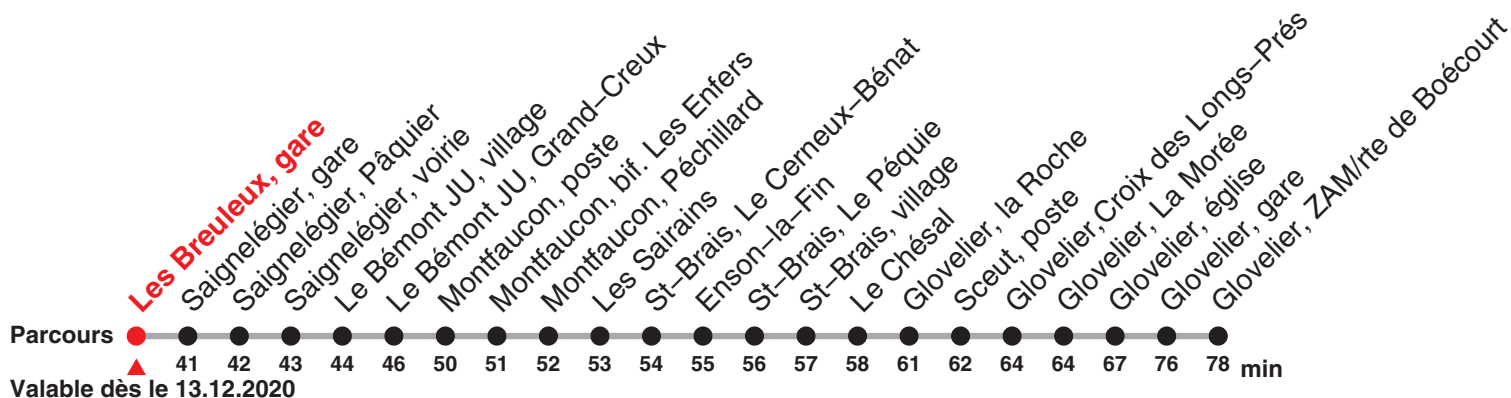 Les Breuleux, gare
Saignelégier, gare
Saignelégier, Pâquier
Saignelégier, voirie
Le Bémont JU, village
Le Bémont JU, Grand–Creux
Montfaucon, poste
Montfaucon, bif. Les Enfers
Montfaucon, Péchillard
Les Sairains
St–Brais, Le Cerneux–Bénat
Enson–la–Fin
St–Brais, Le Péquie
St–Brais, village
Le Chésal
Glovelier, la Roche
Sceut, poste
Glovelier, Croix des Longs–Prés
Glovelier, La Morée
Glovelier, église
Glovelier, gare
Glovelier, ZAM/rte de Boécourt
Parcours
41 42 43 44 46 50 51 52 53 54 55 56 57 58 61 62 64 64 67 76 78 min
Valable dès le 13.12.2020